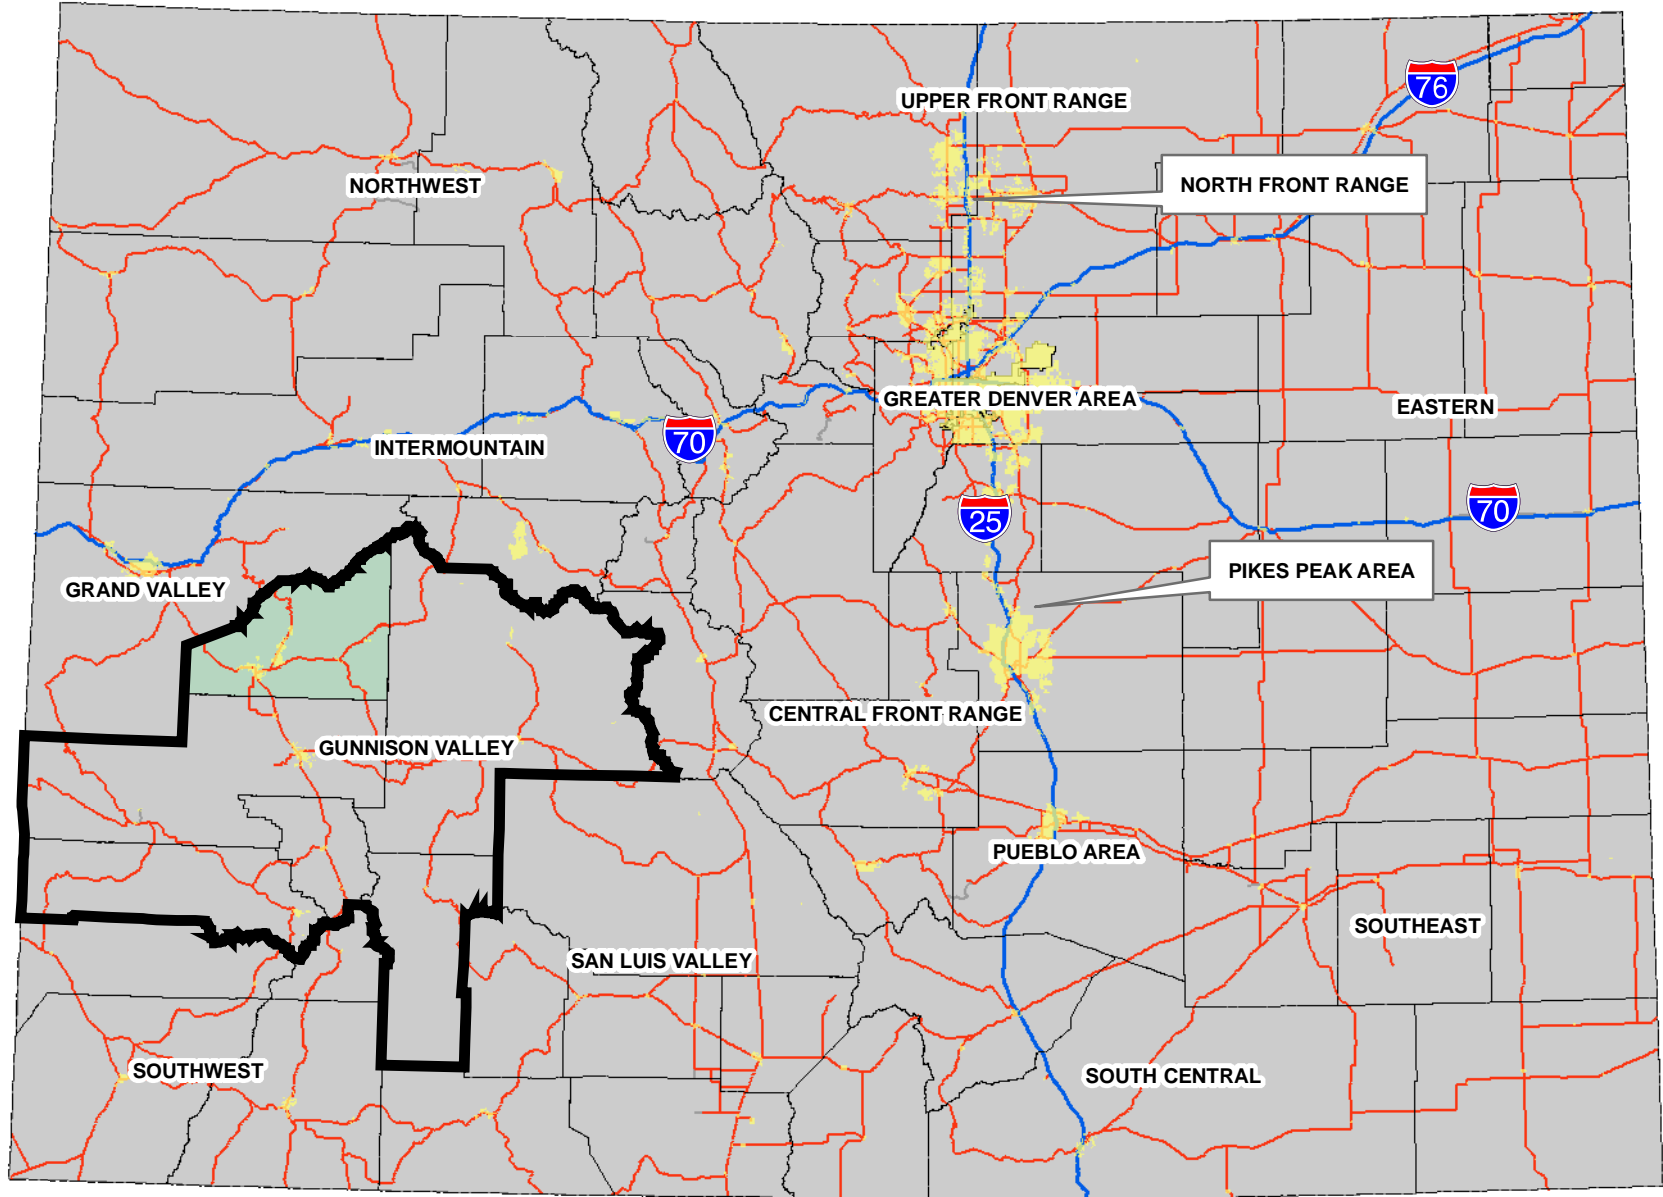 76
UPPER FRONT RANGE
NORTH FRONT RANGE
NORTHWEST
GREATER DENVER AREA
EASTERN
70
INTERMOUNTAIN
25
70
PIKES PEAK AREA
GRAND VALLEY
CENTRAL FRONT RANGE
GUNNISON VALLEY
PUEBLO AREA
SOUTHEAST
SAN LUIS VALLEY
SOUTHWEST
SOUTH CENTRAL